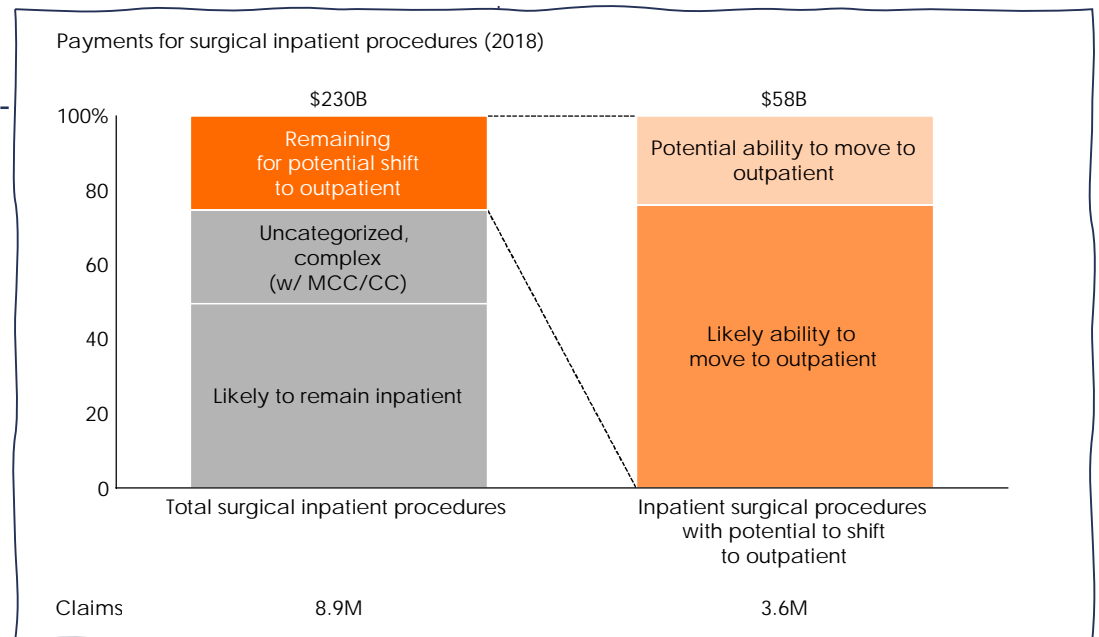 Payments for surgical inpatient procedures (2018)
$230B
$58B
100%
80
60
40
20
0
Remaining
for potential shift
to outpatient
Uncategorized,
complex
(w/ MCC/CC)
Likely to remain inpatient
Potential ability to move to
outpatient
Likely ability to
move to outpatient
Total surgical inpatient procedures
Inpatient surgical procedures
with potential to shift
to outpatient
Claims
8.9M
3.6M